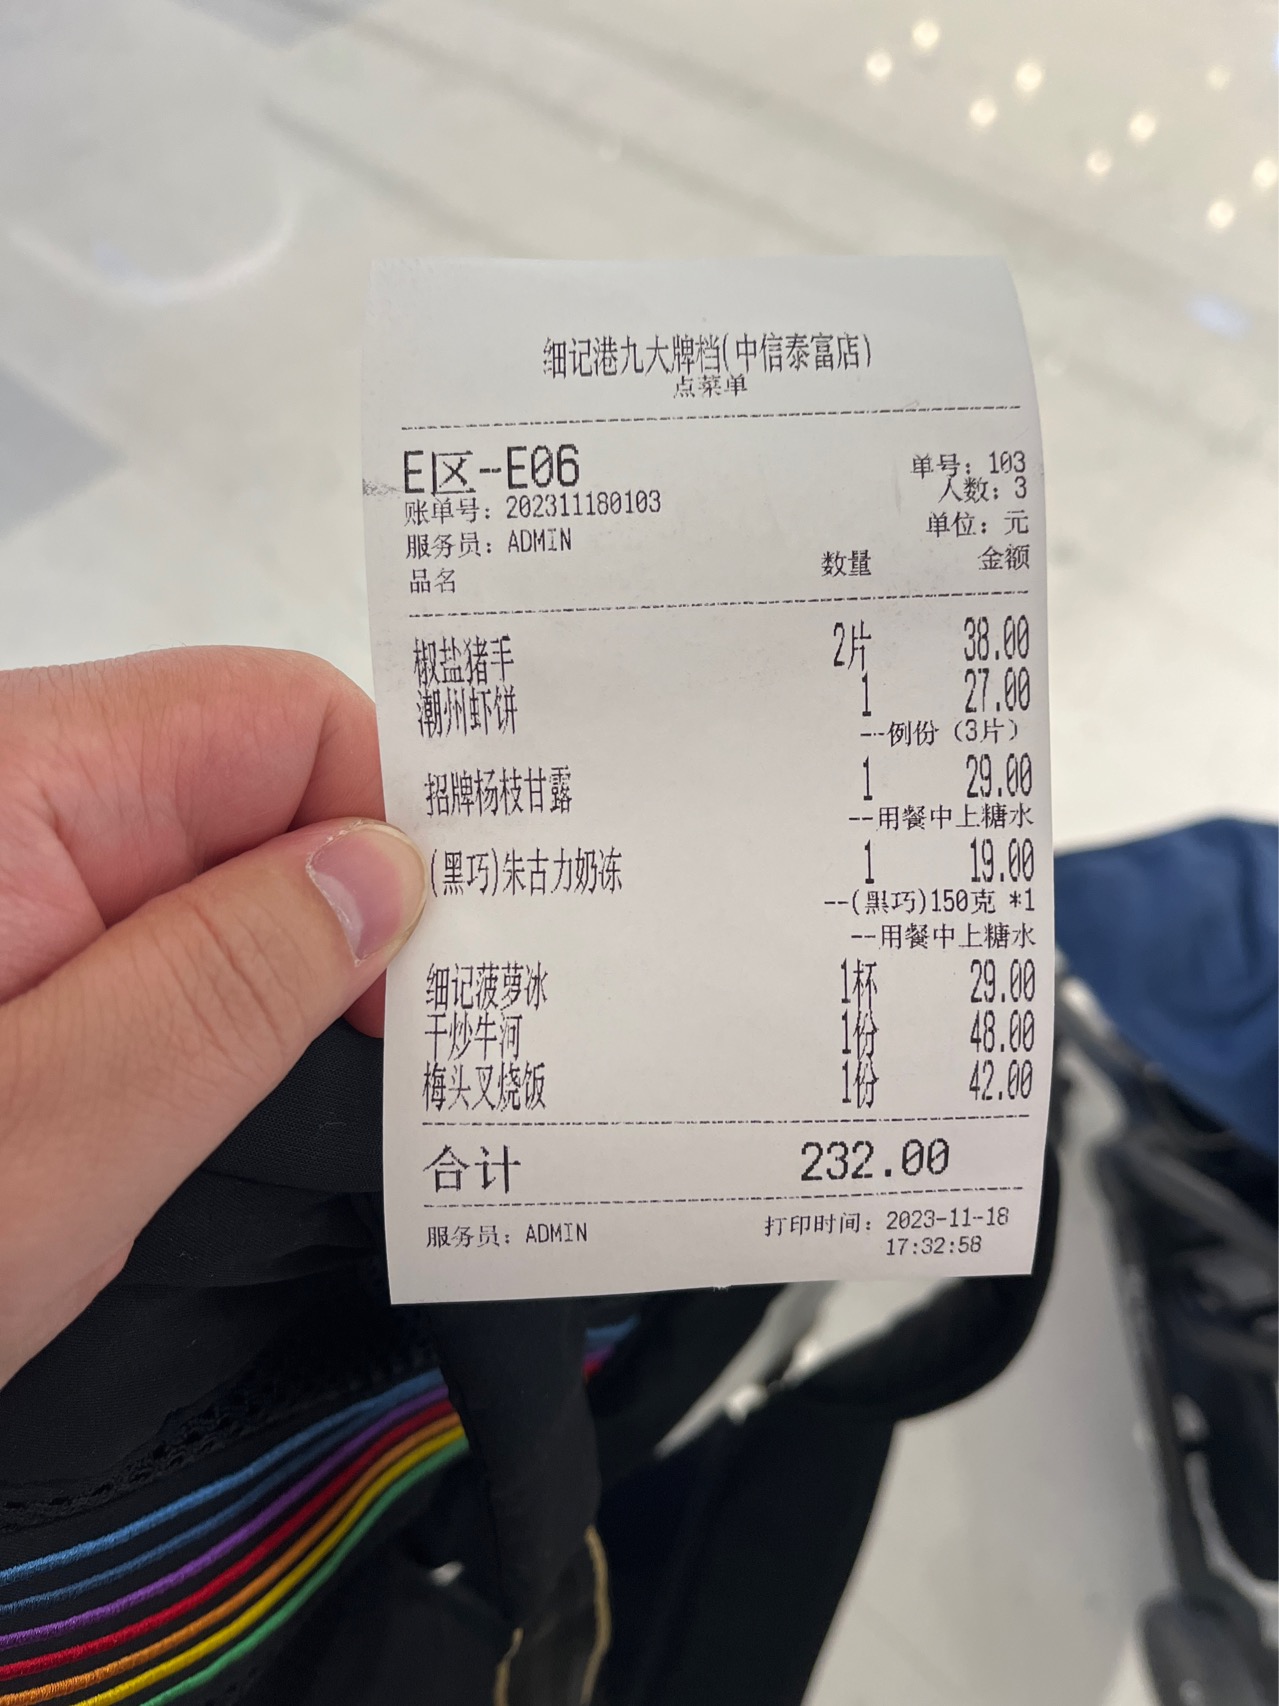 细记港九大牌档(中信泰富店)
点菜单
E区-E06
单号: 103
人数: 3
账单号: 202311180103
单位: 元
服务员: ADMIN
品名 数量 金额
椒盐猪手 2片 38.00
潮州虾饼 1 27.00
--例份 (3片)
招牌杨枝甘露 1 29.00
--用餐中上糖水
(黑巧)朱古力奶冻 1 19.00
--(黑巧)150克 *1
--用餐中上糖水
细记菠萝冰 1杯 29.00
干炒牛河 1份 48.00
梅头叉烧饭 1份 42.00
合计 232.00
服务员: ADMIN 打印时间: 2023-11-18
17:32:58